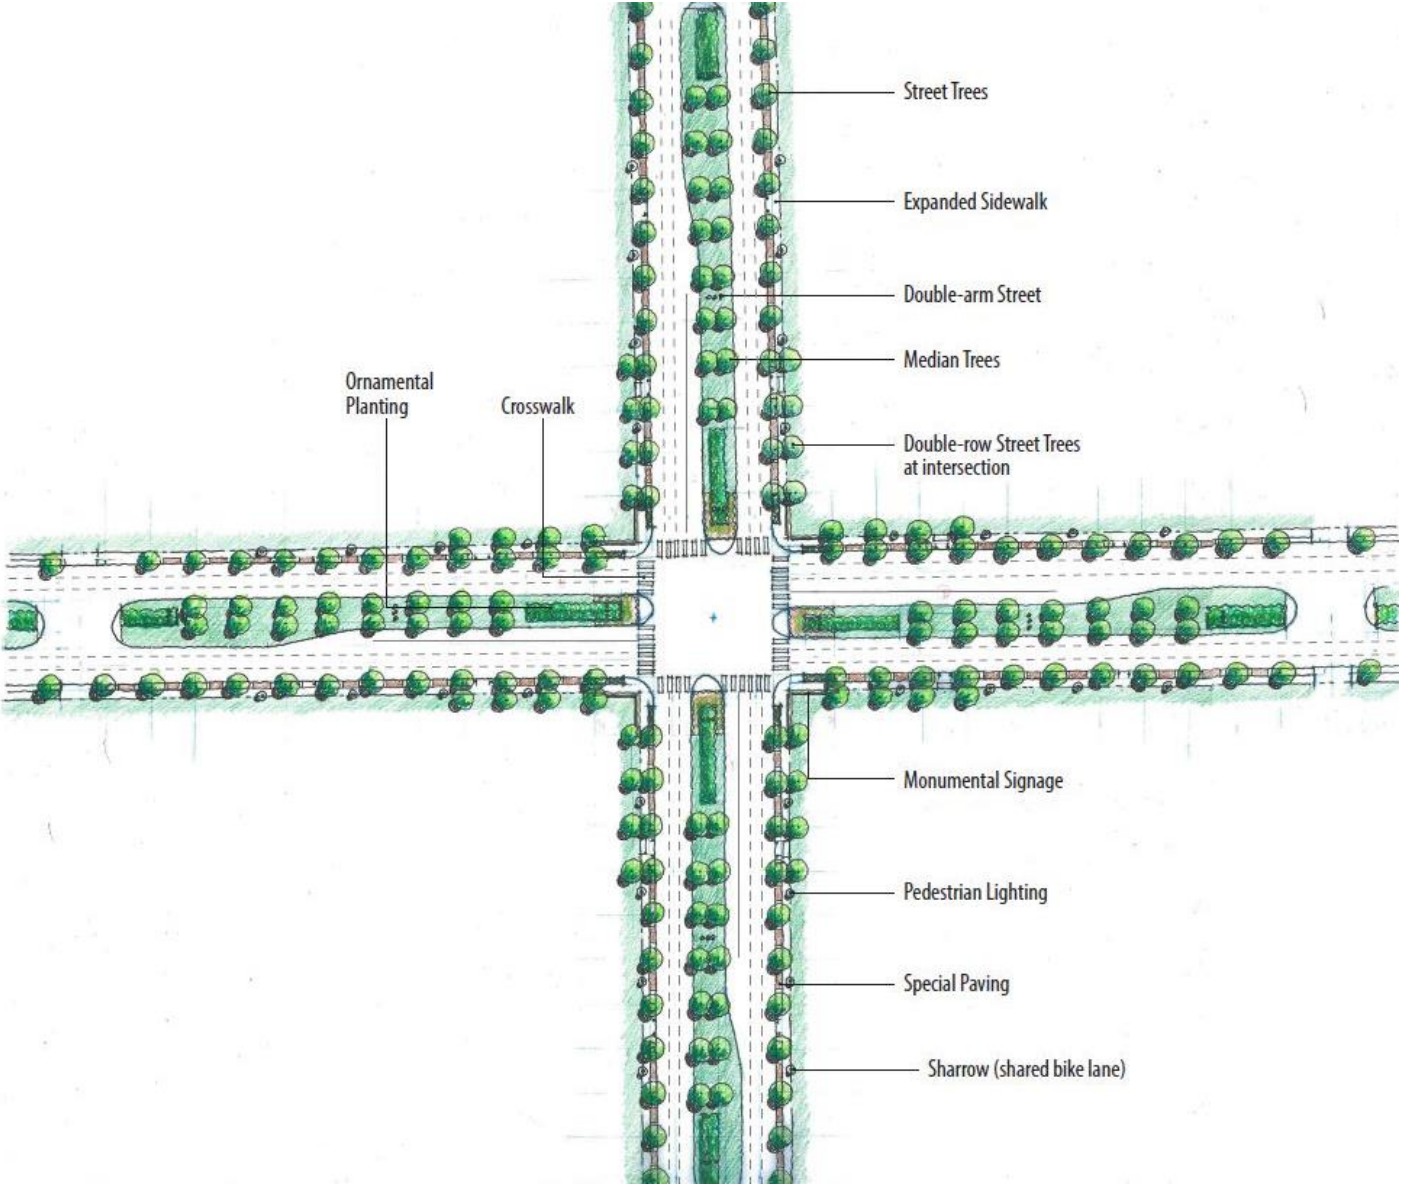 Street Trees
Expanded Sidewalk
Double-arm Street
Median Trees
Ornamental
Planting
Crosswalk
Double-row Street Trees
at intersection
Monumental Signage
Pedestrian Lighting
Special Paving
Sharrow (shared bike lane)